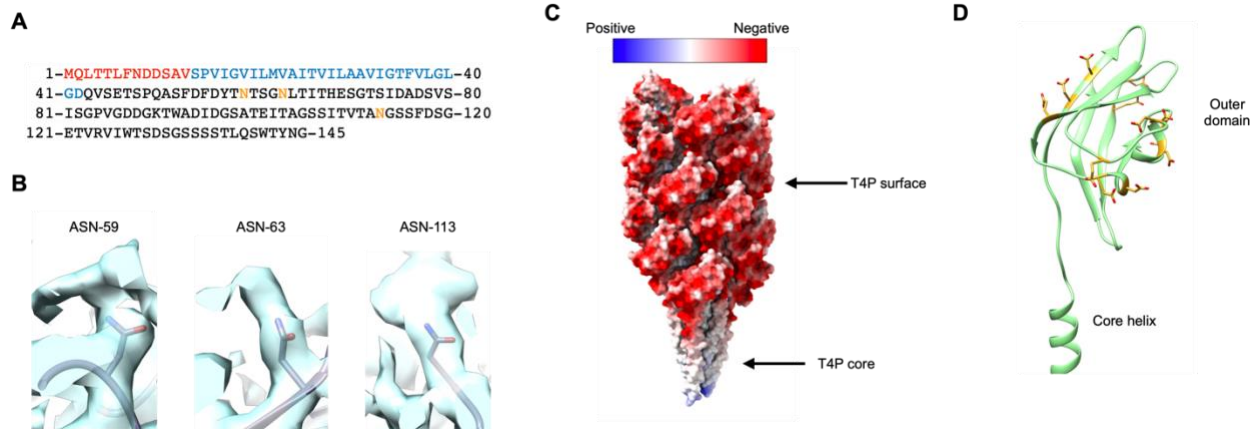 A
1-MQLTTLFNDDSAVSPVIGVILMVAITVILAAVIGTFVLGL-40
41-GDQVSETSPQASFDFDYTNTSGNLTITHESGTSIDADSVS-80
81-ISGPVGDDGKTWADIDGSATEITAGSSITVTANGSSFDSG-120
121-ETVRVIWTSDSGSSSSTLQSWTYNG-145
B
ASN-59 ASN-63 ASN-113
C
Positive Negative
T4P surface
T4P core
D
Outer
domain
Core helix